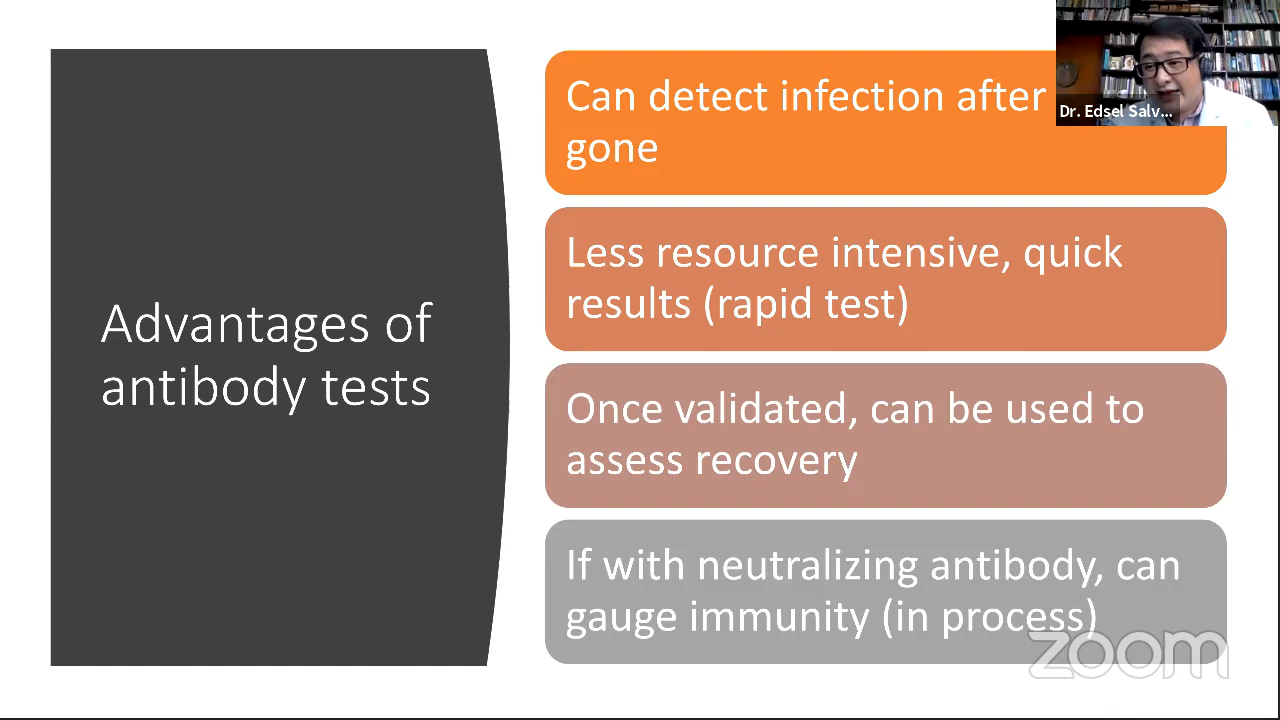 Advantages of
antibody tests
Can detect infection after
gone
Less resource intensive, quick
results (rapid test)
Once validated, can be used to
assess recovery
If with neutralizing antibody, can
gauge immunity (in process)
Dr. Edsel Salv...
zoom